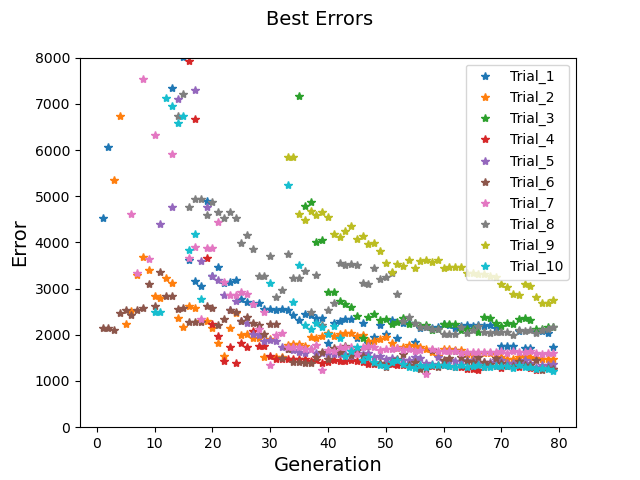 Best Errors
8000
7000
6000
5000
4000
3000
2000
1000
0
Error
0 10 20 30 40 50 60 70 80
Generation
Trial_1
Trial_2
Trial_3
Trial_4
Trial_5
Trial_6
Trial_7
Trial_8
Trial_9
Trial_10